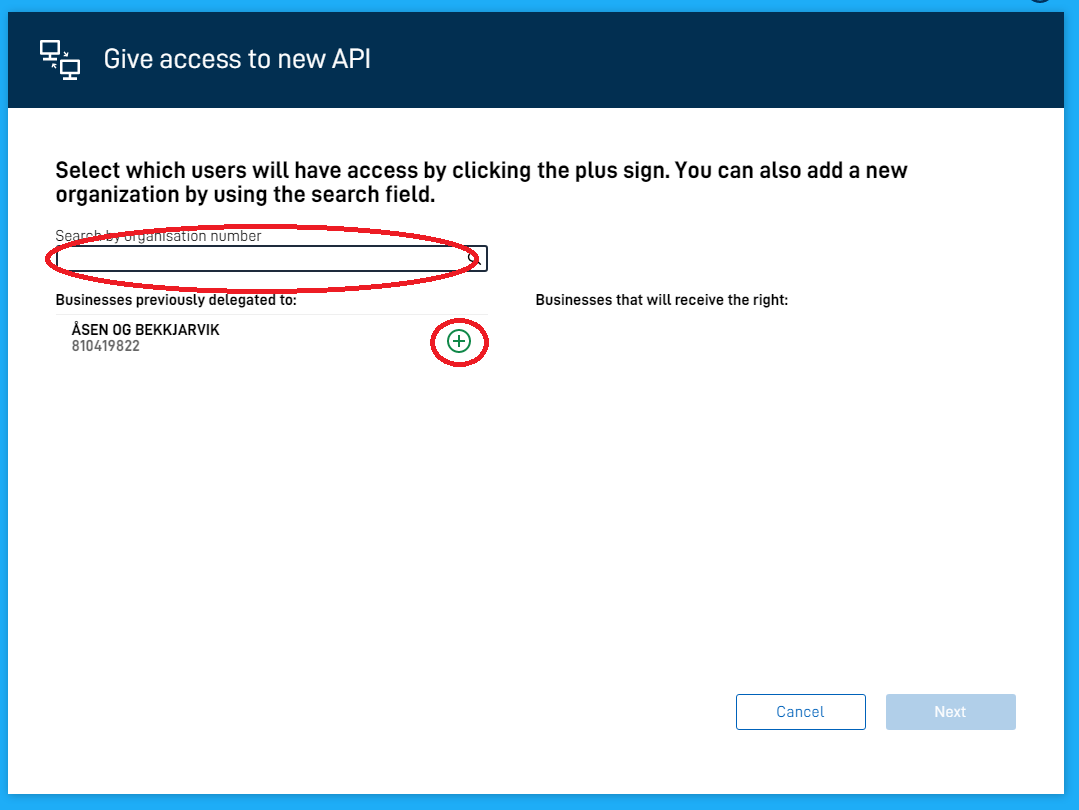 Give access to new API
Select which users will have access by clicking the plus sign. You can also add a new
organization by using the search field.
Search by organisation number
Businesses previously delegated to:
Businesses that will receive the right:
ÅSEN OG BEKKJARVIK
810419822
Cancel
Next